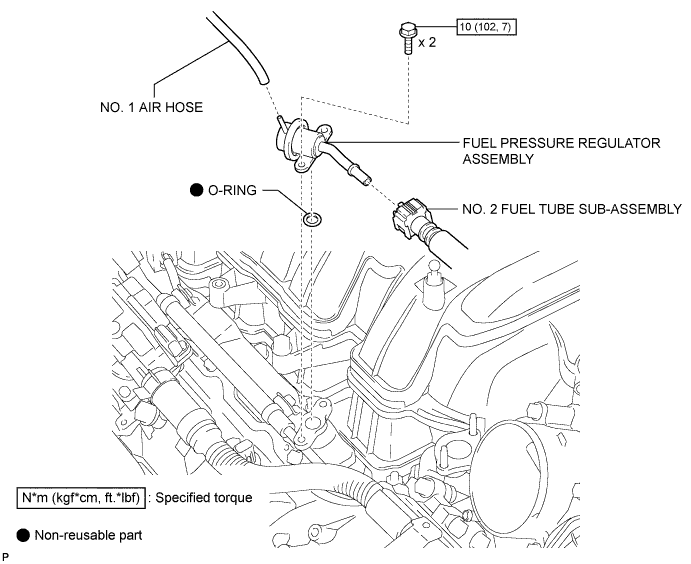 10 (102, 7)
x 2
NO. 1 AIR HOSE
FUEL PRESSURE REGULATOR
ASSEMBLY
O-RING
NO. 2 FUEL TUBE SUB-ASSEMBLY
N*m (kgf*cm, ft.*lbf) : Specified torque
Non-reusable part
P